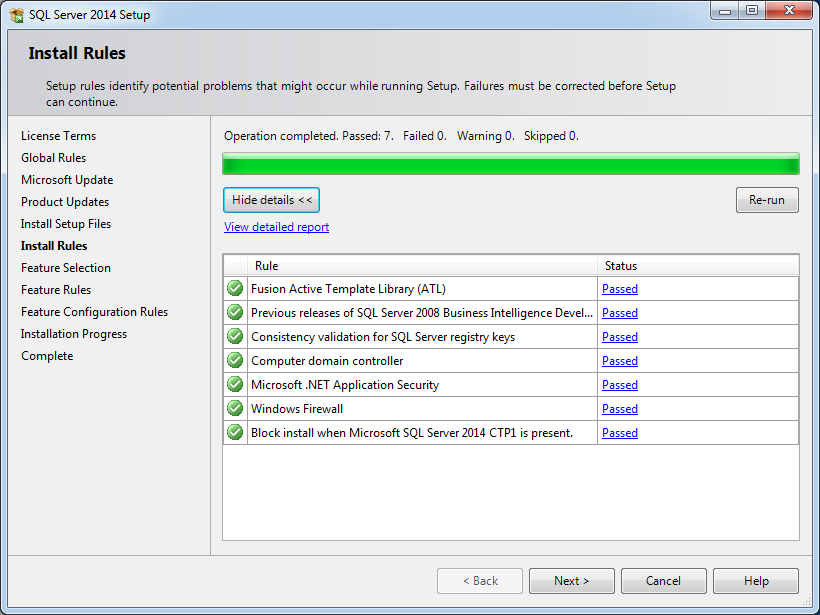 SQL Server 2014 Setup
Install Rules
Setup rules identify potential problems that might occur while running Setup. Failures must be corrected before Setup
can continue.
License Terms
Global Rules
Microsoft Update
Product Updates
Install Setup Files
Install Rules
Feature Selection
Feature Rules
Feature Configuration Rules
Installation Progress
Complete
Operation completed. Passed: 7. Failed 0. Warning 0. Skipped 0.
Hide details <<
Re-run
View detailed report
Rule Status
Fusion Active Template Library (ATL) Passed
Previous releases of SQL Server 2008 Business Intelligence Devel... Passed
Consistency validation for SQL Server registry keys Passed
Computer domain controller Passed
Microsoft .NET Application Security Passed
Windows Firewall Passed
Block install when Microsoft SQL Server 2014 CTP1 is present. Passed
< Back Next > Cancel Help